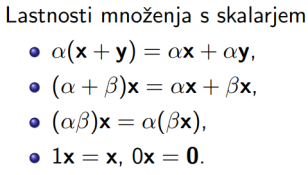 Lastnosti množenja s skalarjem
• α(x + y) = αx + αy,
• (α + β)x = αx + βx,
• (αβ)x = α(βx),
• 1x = x, 0x = 0.